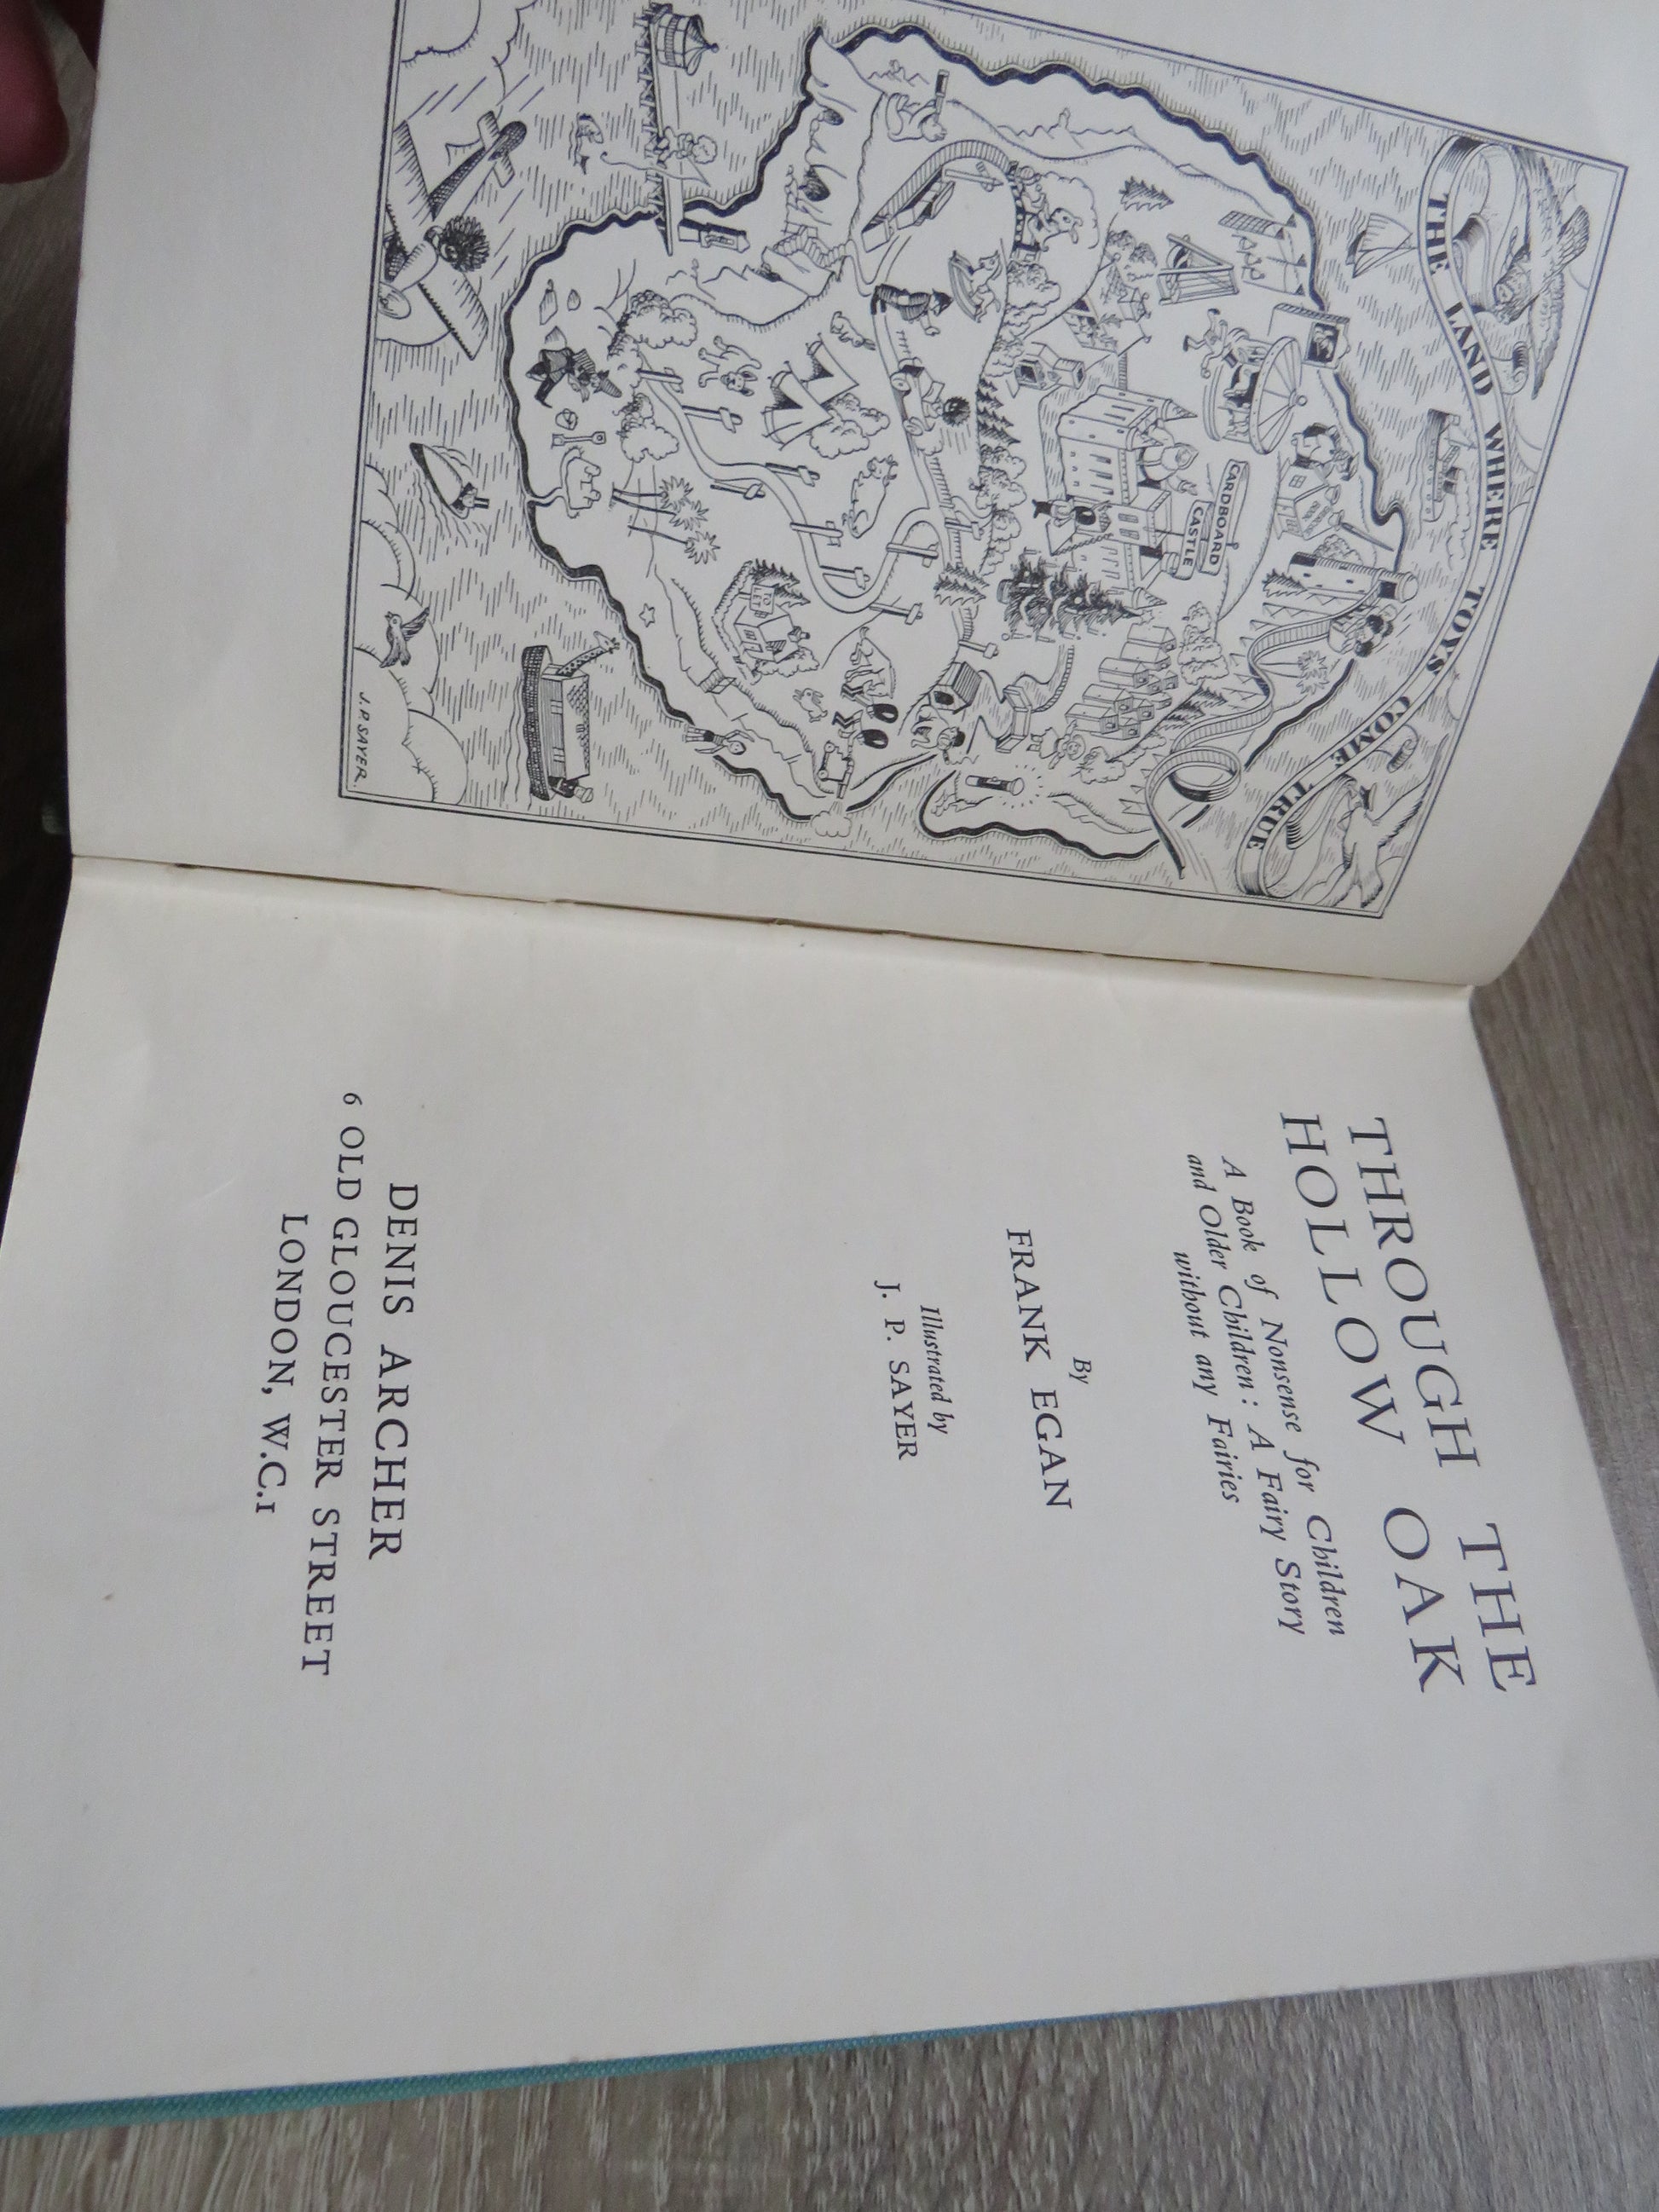 THE LAND WHERE TOYS COME TRUE
CARDBOARD
CASTLE
J.P.SAYER.
THROUGH THE
HOLLOW OAK
A Book of Nonsense for Children
and Older Children: A Fairy Story
without any Fairies
By
FRANK EGAN
Illustrated by
J. P. SAYER
DENIS ARCHER
6 OLD GLOUCESTER STREET
LONDON, W.C.1